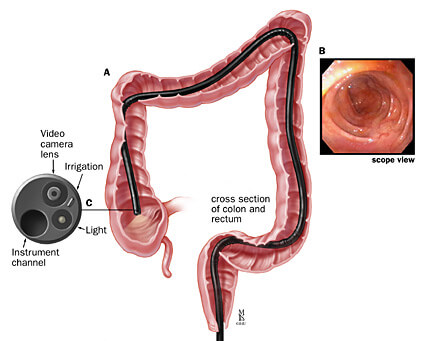 A
B
scope view
Video
camera
lens
Irrigation
C
Light
Instrument
channel
cross section
of colon and
rectum